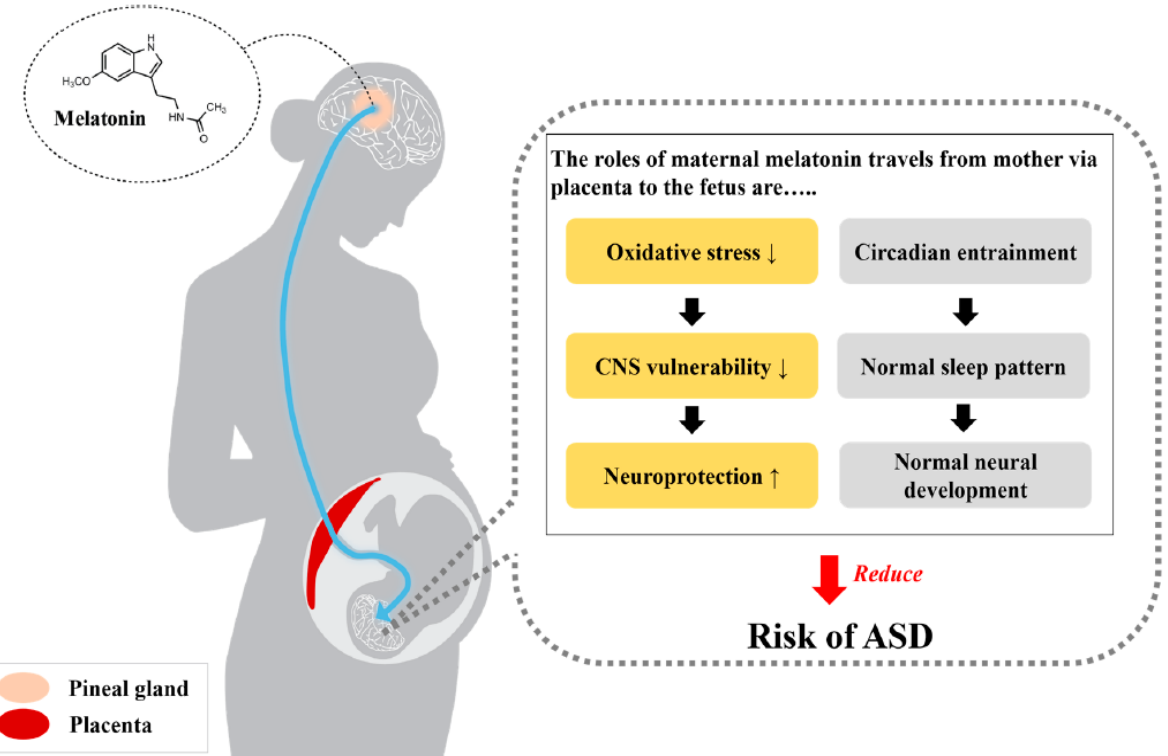 H₃CO
H
N
HN
CH₃
O
Melatonin
The roles of maternal melatonin travels from mother via
placenta to the fetus are…..
Oxidative stress ↓
CNS vulnerability ↓
Neuroprotection ↑
Circadian entrainment
Normal sleep pattern
Normal neural
development
Reduce
Risk of ASD
Pineal gland
Placenta